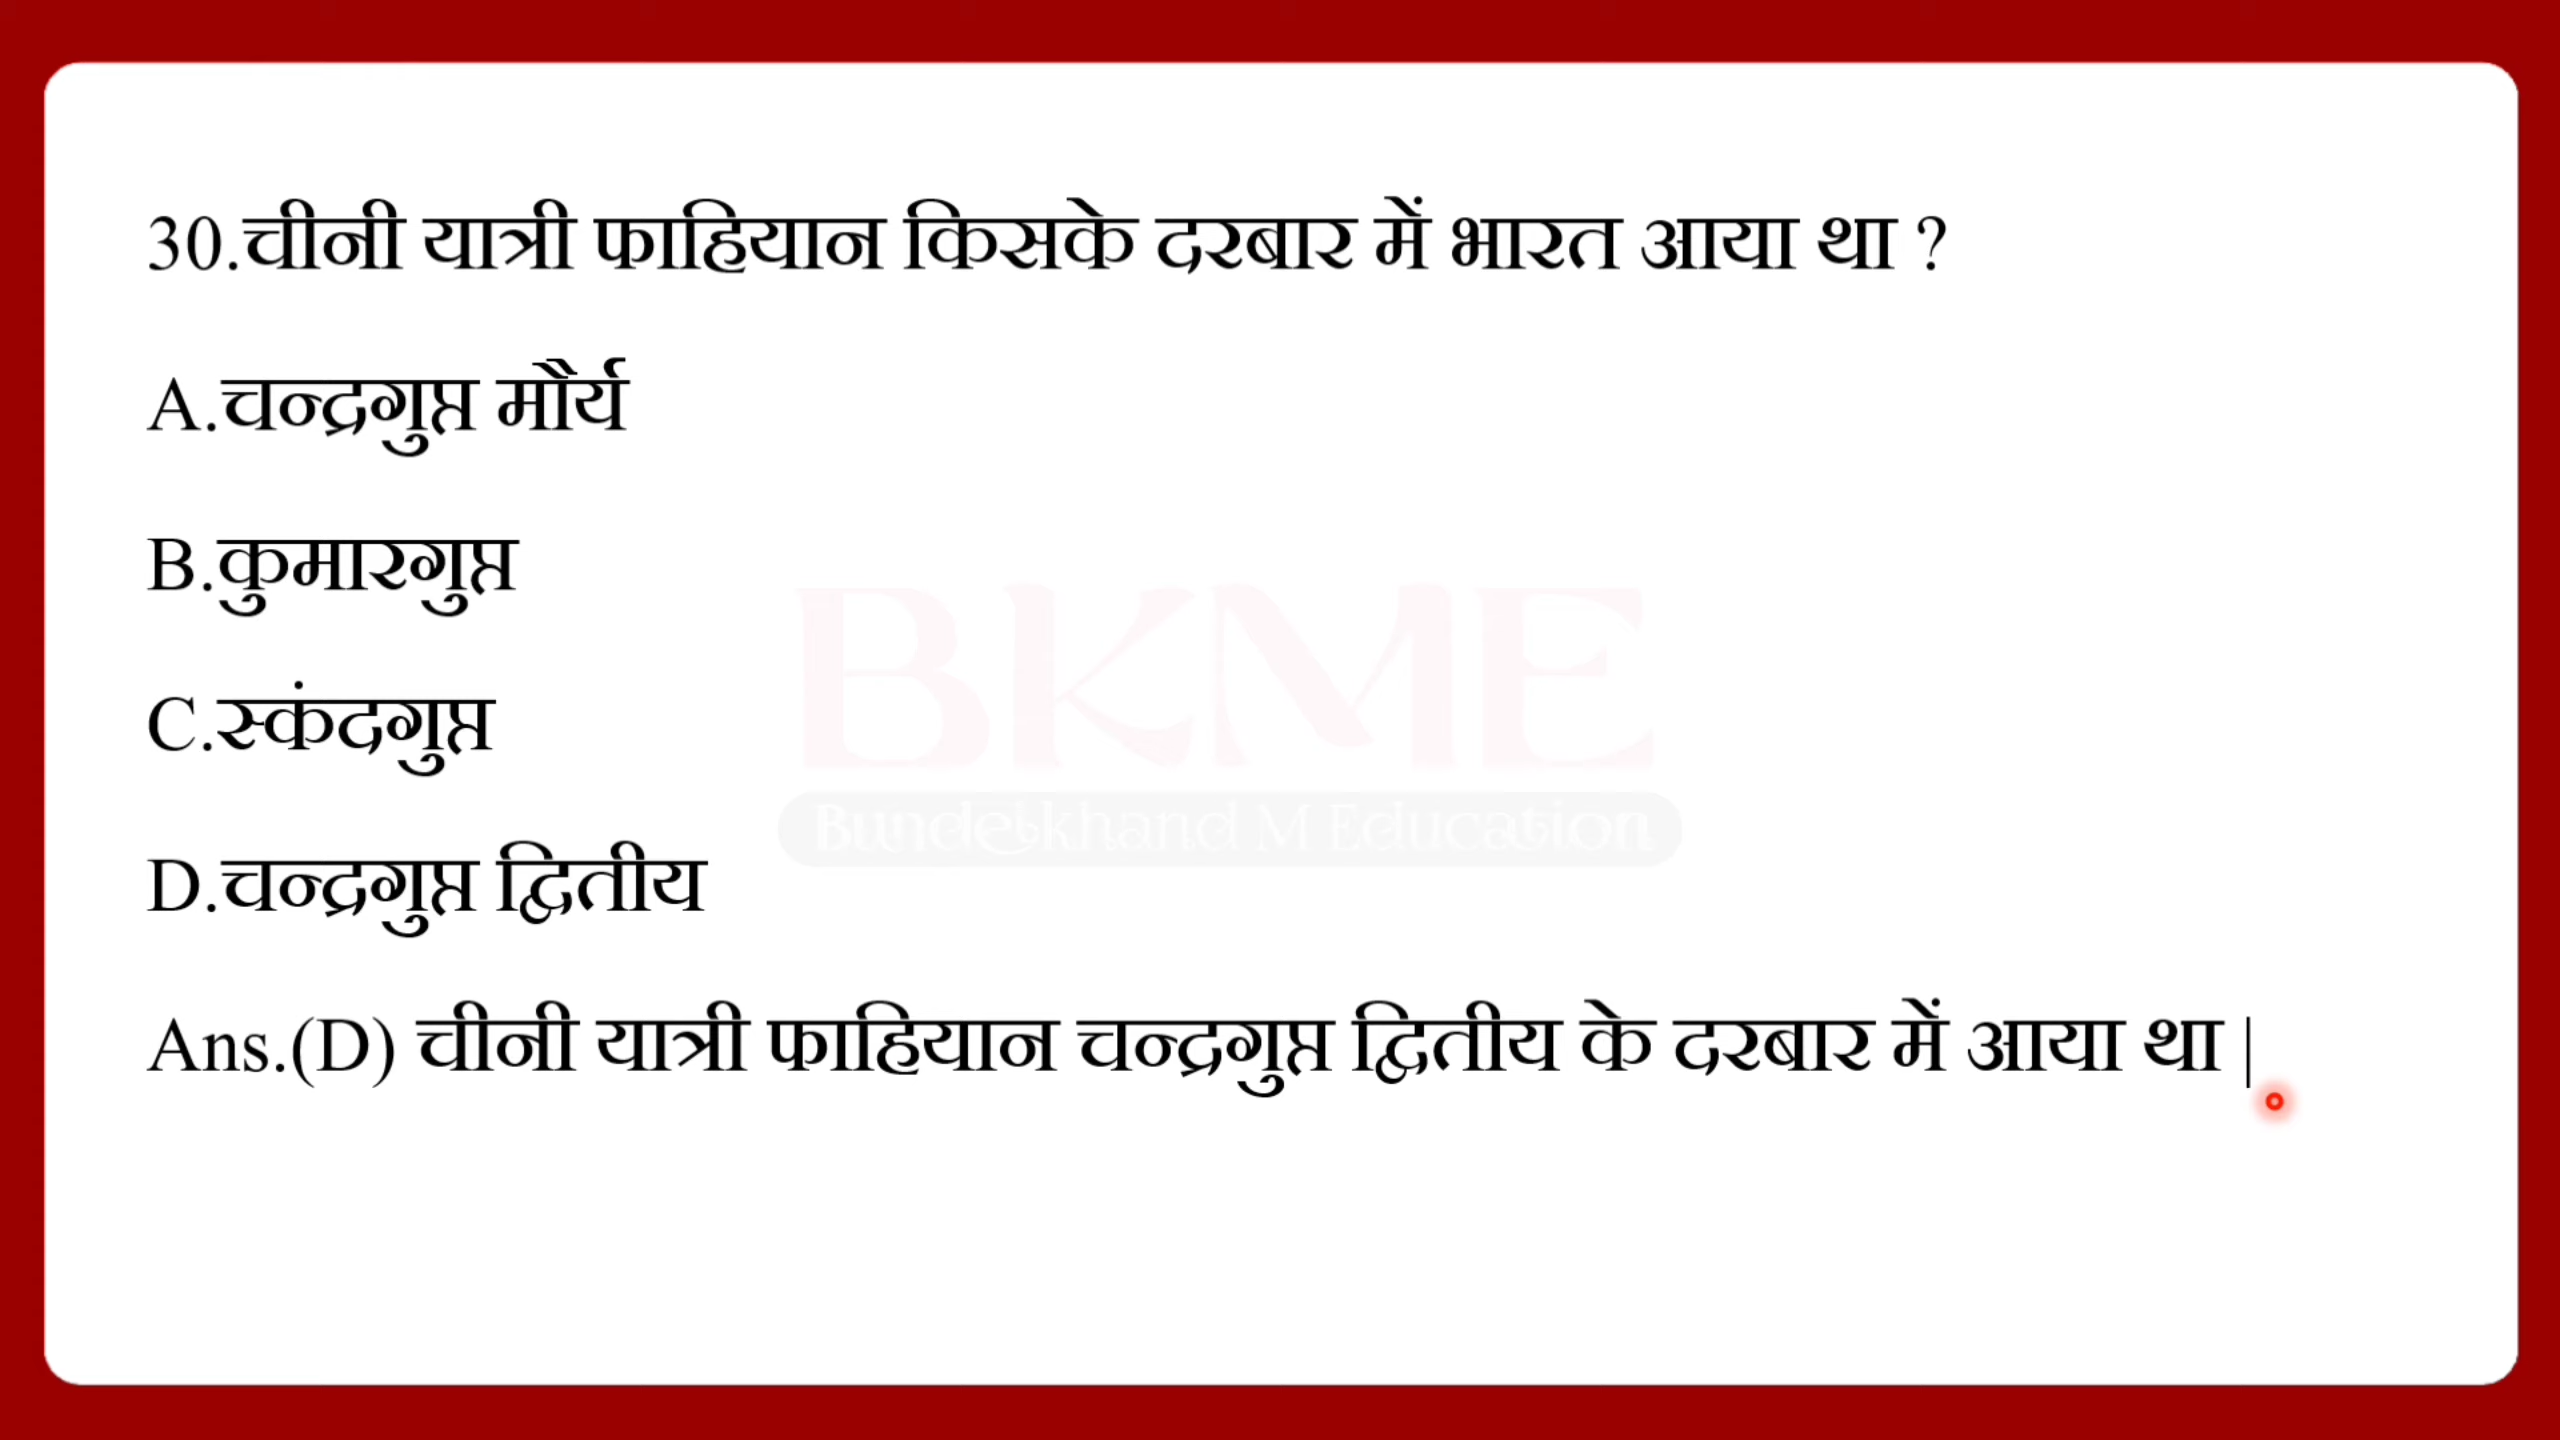 30.चीनी यात्री फाहियान किसके दरबार में भारत आया था ?
A.चन्द्रगुप्त मौर्य
B.कुमारगुप्त
C.स्कंदगुप्त
BKME
Bundelkhand M Education
D.चन्द्रगुप्त द्वितीय
Ans.(D) चीनी यात्री फाहियान चन्द्रगुप्त द्वितीय के दरबार में आया था |